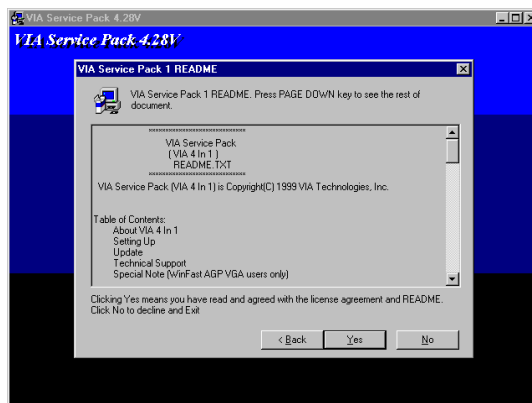 VIA Service Pack 4.28V
VIA Service Pack 4.28V
VIA Service Pack 1 README
VIA Service Pack 1 README. Press PAGE DOWN key to see the rest of
document.
VIA Service Pack
( VIA 4 In 1 )
README.TXT
VIA Service Pack (VIA 4 In 1) is Copyright(C) 1999 VIA Technologies, Inc.
Table of Contents:
About VIA 4 in 1
Setting Up
Update
Technical Support
Special Note (WinFast AGP VGA users only)
Clicking Yes means you have read and agreed with the license agreement and README.
Click No to decline and Exit
< Back
Yes
No